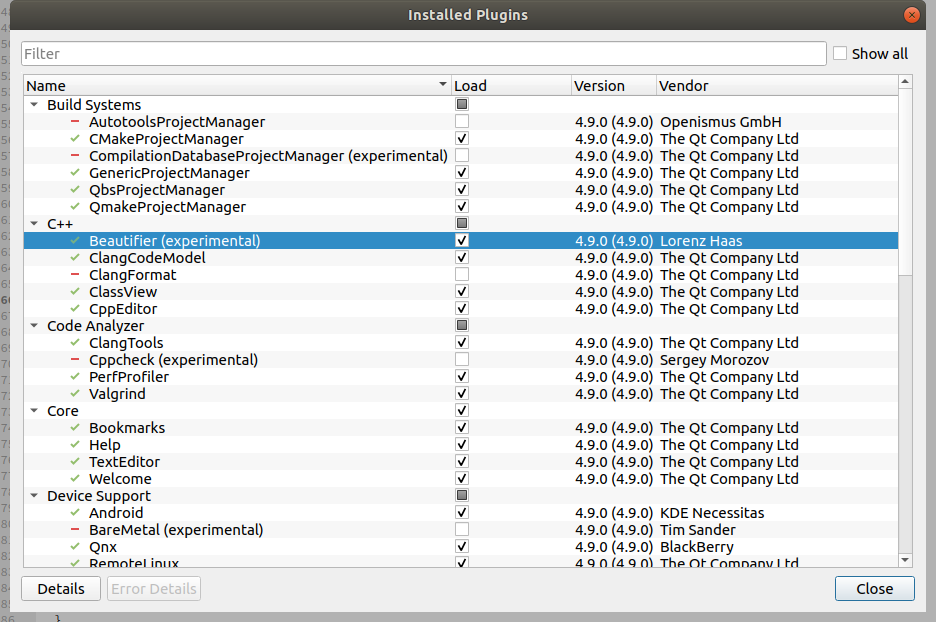 Installed Plugins
Filter
Show all
Name Load Version Vendor
Build Systems
AutotoolsProjectManager 4.9.0 (4.9.0) Openismus GmbH
CMakeProjectManager 4.9.0 (4.9.0) The Qt Company Ltd
CompilationDatabaseProjectManager (experimental) 4.9.0 (4.9.0) The Qt Company Ltd
GenericProjectManager 4.9.0 (4.9.0) The Qt Company Ltd
QbsProjectManager 4.9.0 (4.9.0) The Qt Company Ltd
QmakeProjectManager 4.9.0 (4.9.0) The Qt Company Ltd
C++
Beautifier (experimental) 4.9.0 (4.9.0) Lorenz Haas
ClangCodeModel 4.9.0 (4.9.0) The Qt Company Ltd
ClangFormat 4.9.0 (4.9.0) The Qt Company Ltd
ClassView 4.9.0 (4.9.0) The Qt Company Ltd
CppEditor 4.9.0 (4.9.0) The Qt Company Ltd
Code Analyzer
ClangTools 4.9.0 (4.9.0) The Qt Company Ltd
Cppcheck (experimental) 4.9.0 (4.9.0) Sergey Morozov
PerfProfiler 4.9.0 (4.9.0) The Qt Company Ltd
Valgrind 4.9.0 (4.9.0) The Qt Company Ltd
Core
Bookmarks 4.9.0 (4.9.0) The Qt Company Ltd
Help 4.9.0 (4.9.0) The Qt Company Ltd
TextEditor 4.9.0 (4.9.0) The Qt Company Ltd
Welcome 4.9.0 (4.9.0) The Qt Company Ltd
Device Support
Android 4.9.0 (4.9.0) KDE Necessitas
BareMetal (experimental) 4.9.0 (4.9.0) Tim Sander
Qnx 4.9.0 (4.9.0) BlackBerry
RemoteLinux 4.9.0 (4.9.0) The Qt Company Ltd
Details Error Details Close
86 }